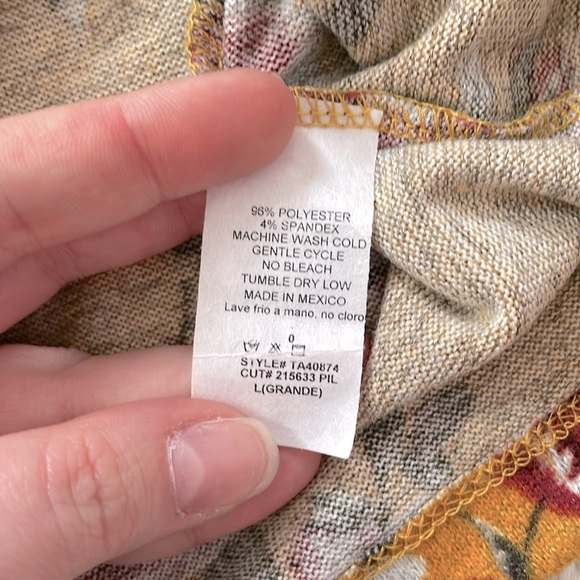 96% POLYESTER
4% SPANDEX
MACHINE WASH COLD
GENTLE CYCLE
NO BLEACH
TUMBLE DRY LOW
MADE IN MEXICO
Lave frio a mano, no cloro
0
STYLE# TA40874
CUT# 215633 PIL
L(GRANDE)